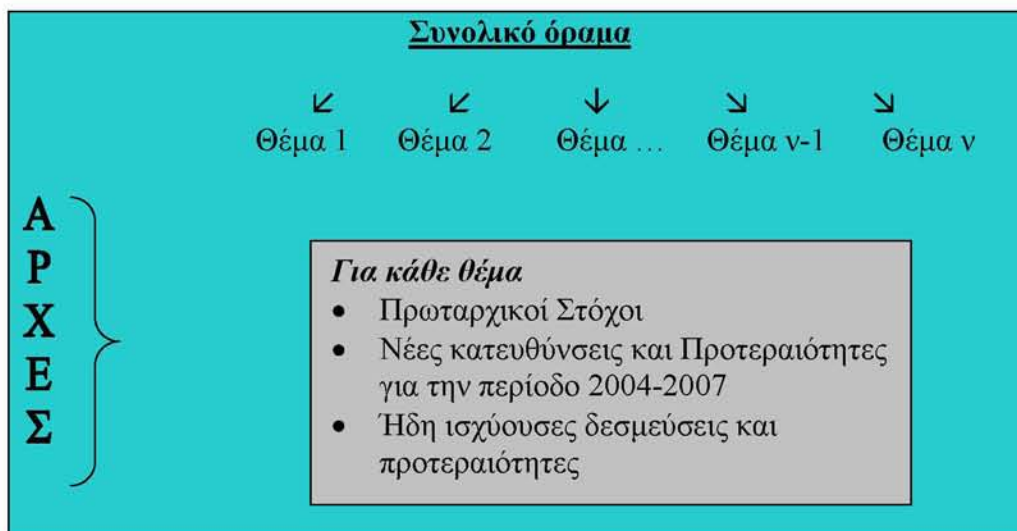 Συνολικό όραμα
↙ ↙ ↓ ↘ ↘
Θέμα 1 Θέμα 2 Θέμα … Θέμα ν-1 Θέμα ν
Α
Ρ
Χ
Ε
Σ
Για κάθε θέμα
• Πρωταρχικοί Στόχοι
• Νέες κατευθύνσεις και Προτεραιότητες
για την περίοδο 2004-2007
• Ήδη ισχύουσες δεσμεύσεις και
προτεραιότητες